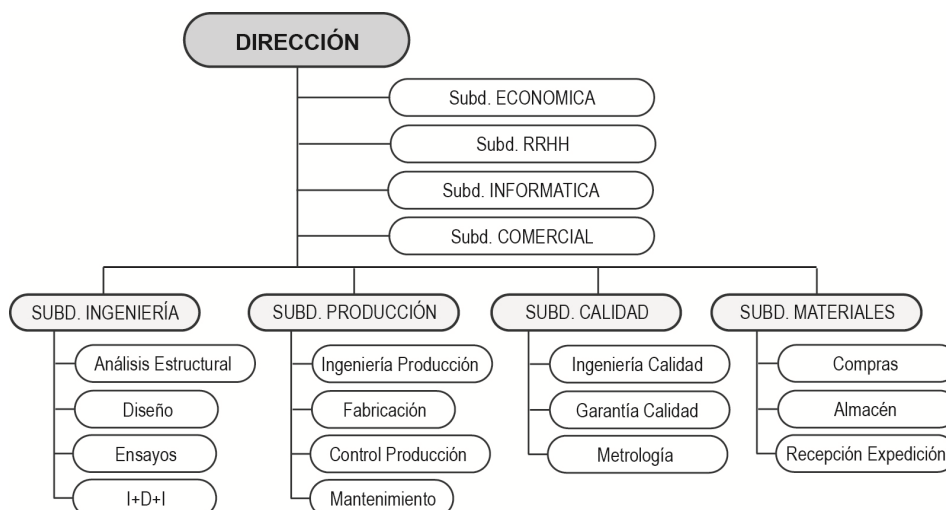 DIRECCIÓN
Subd. ECONOMICA
Subd. RRHH
Subd. INFORMATICA
Subd. COMERCIAL
SUBD. INGENIERÍA
Análisis Estructural
Diseño
Ensayos
I+D+I
SUBD. PRODUCCIÓN
Ingeniería Producción
Fabricación
Control Producción
Mantenimiento
SUBD. CALIDAD
Ingeniería Calidad
Garantía Calidad
Metrología
SUBD. MATERIALES
Compras
Almacén
Recepción Expedición